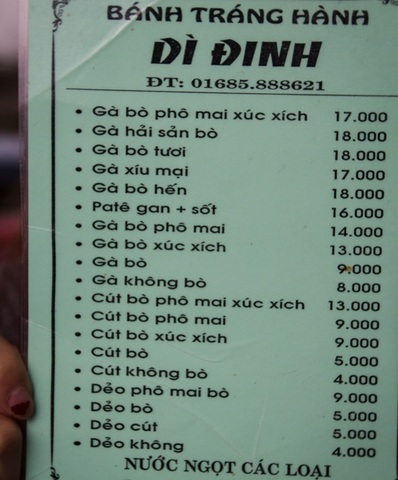 BÁNH TRÁNG HÀNH
DÌ ĐINH
ĐT: 01685.888621
• Gà bò phô mai xúc xích 17.000
• Gà hải sản bò 18.000
• Gà bò tươi 18.000
• Gà xíu mại 17.000
• Gà bò hến 18.000
• Patê gan + sốt 16.000
• Gà bò phô mai 14.000
• Gà bò xúc xích 13.000
• Gà bò 9.000
• Gà không bò 8.000
• Cút bò phô mai xúc xích 13.000
• Cút bò phô mai 9.000
• Cút bò xúc xích 9.000
• Cút bò 5.000
• Cút không bò 4.000
• Dẻo phô mai bò 9.000
• Dẻo bò 5.000
• Dẻo cút 5.000
• Dẻo không 4.000
NƯỚC NGỌT CÁC LOẠI